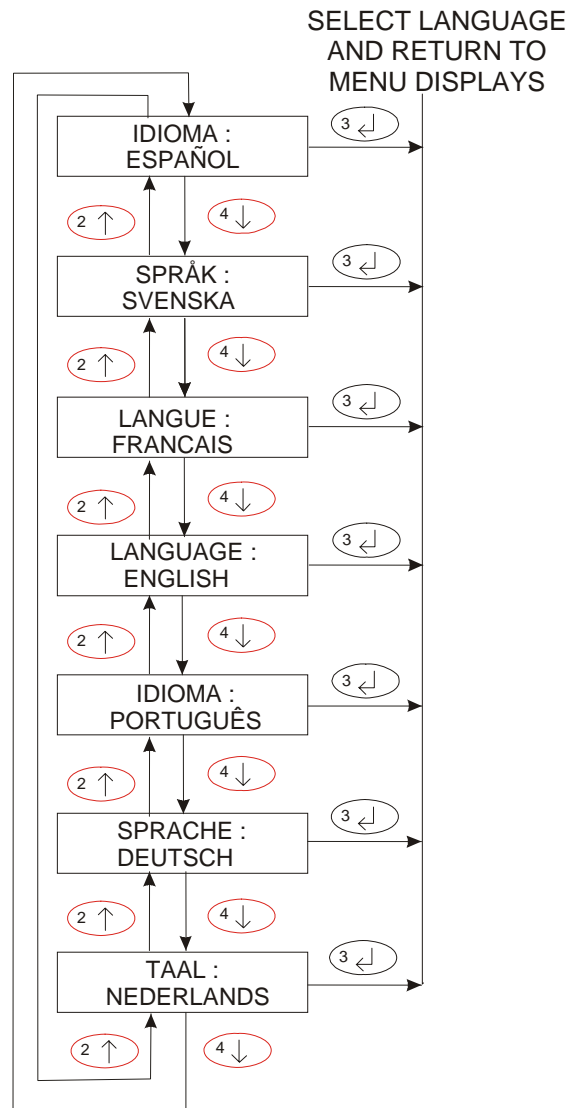 SELECT LANGUAGE
AND RETURN TO
MENU DISPLAYS
IDIOMA :
ESPAÑOL
3 ↵
2 ↑
4 ↓
SPRÅK :
SVENSKA
3 ↵
2 ↑
4 ↓
LANGUE :
FRANCAIS
3 ↵
2 ↑
4 ↓
LANGUAGE :
ENGLISH
3 ↵
2 ↑
4 ↓
IDIOMA :
PORTUGUÊS
3 ↵
2 ↑
4 ↓
SPRACHE :
DEUTSCH
3 ↵
2 ↑
4 ↓
TAAL :
NEDERLANDS
3 ↵
2 ↑
4 ↓